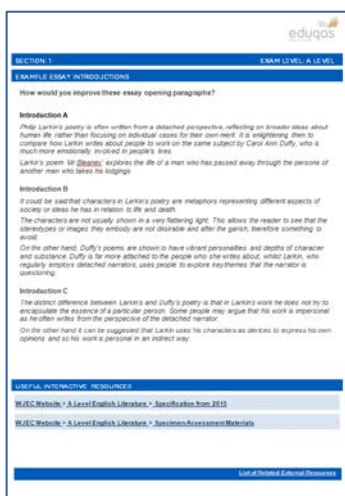 eduqas
SECTION: 1 EXAM LEVEL: A LEVEL
EXAMPLE ESSAY INTRODUCTIONS
How would you improve these essay opening paragraphs?
Introduction A
Philip Larkin's poetry is often written from a detached perspective, reflecting on broader ideas about
human life rather than focusing on individual cases for their own merit. It is enlightening then to
compare how Larkin writes about people to work on the same subject by Carol Ann Duffy, who is
much more emotionally involved in people's lives.
Larkin's poem 'Mr Bleaney' explores the life of a man who has passed away through the persona of
another man who takes his lodgings
Introduction B
It could be said that characters in Larkin's poetry are metaphors representing different aspects of
society or ideas he has in relation to life and death.
The characters are not usually shown in a very flattering light. This allows the reader to see that the
stereotypes or images they embody are not desirable and after the garish, therefore something to
avoid.
On the other hand, Duffy's poems are shown to have vibrant personalities and depths of character
and substance. Duffy is far more attached to the people who she writes about, whilst Larkin, who
regularly employs detached narrators, uses people to explore key themes that the narrator is
questioning.
Introduction C
The distinct difference between Larkin's and Duffy's poetry is that in Larkin's work he does not try to
encapsulate the essence of a particular person. Some people may argue that his work is impersonal
as he often writes from the perspective of the detached narrator.
On the other hand it can be suggested that Larkin uses his characters as devices to express his own
opinions and so his work is personal in an indirect way.
USEFUL INTERACTIVE RESOURCES
WJEC Website > A Level English Literature > Specification from 2015
WJEC Website > A Level English Literature > Specimen Assessment Materials
List of Related External Resources